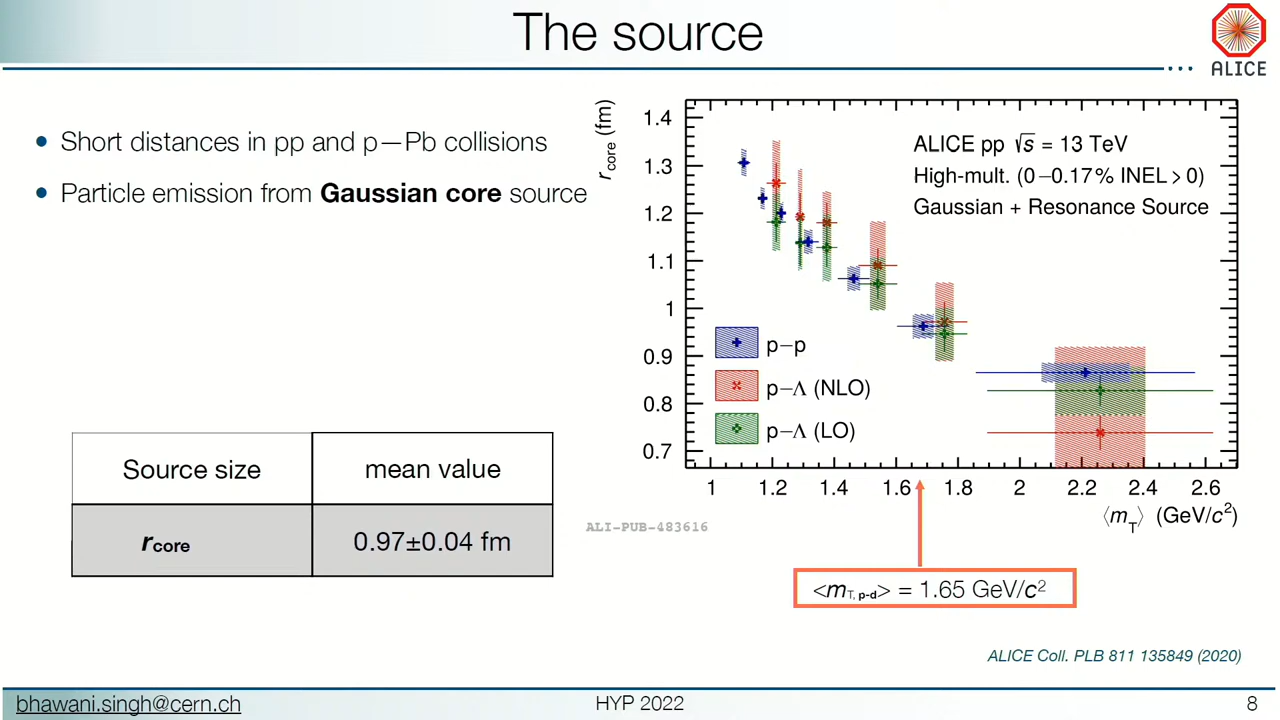 The source
ALICE
• Short distances in pp and p—Pb collisions
• Particle emission from Gaussian core source
r core (fm)
1.4
1.3
1.2
1.1
1
0.9
0.8
0.7
ALICE pp √s = 13 TeV
High-mult. (0–0.17% INEL > 0)
Gaussian + Resonance Source
p–p
p–Λ (NLO)
p–Λ (LO)
1 1.2 1.4 1.6 1.8 2 2.2 2.4 2.6
⟨mT⟩ (GeV/c²)
ALI-PUB-483616
Source size mean value
rcore 0.97±0.04 fm
<mT, p-d> = 1.65 GeV/c²
ALICE Coll. PLB 811 135849 (2020)
bhawani.singh@cern.ch HYP 2022 8